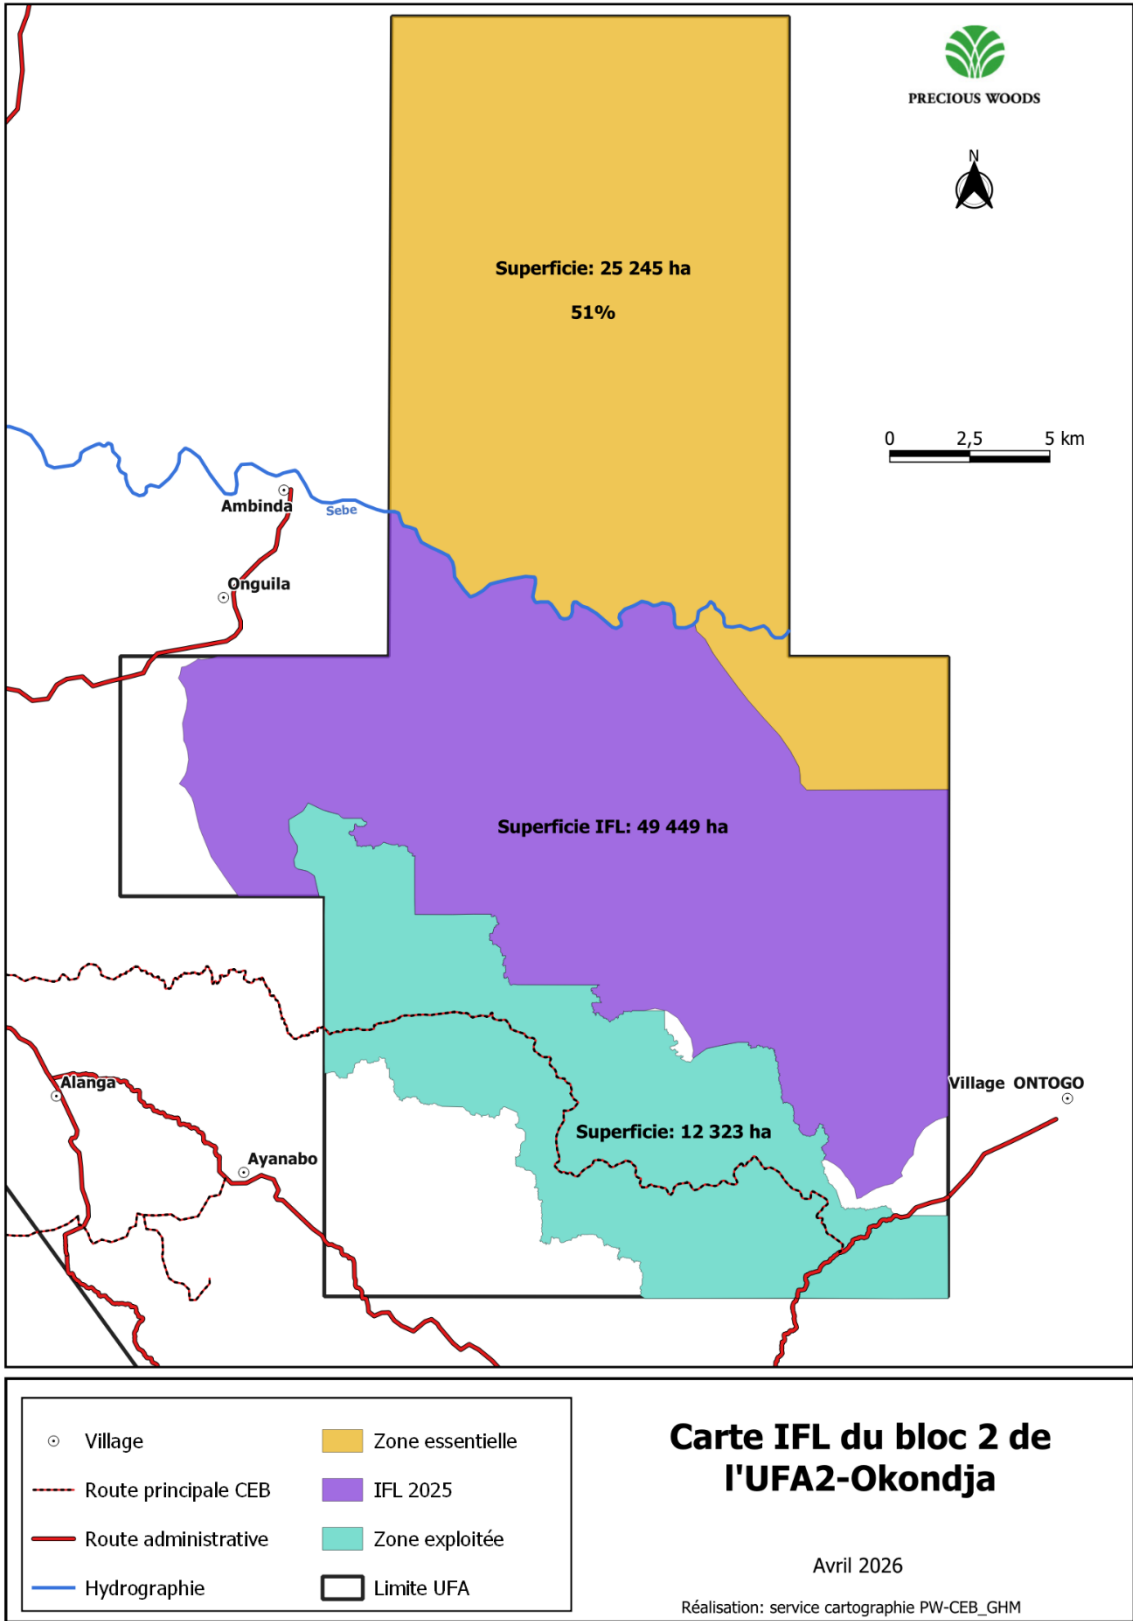 PRECIOUS WOODS
N
Superficie: 25 245 ha
51%
0 2,5 5 km
Ambinda
Sebe
Onguila
Superficie IFL: 49 449 ha
Alanga
Village ONTOGO
Superficie: 12 323 ha
Ayanabo
Village
Route principale CEB
Route administrative
Hydrographie
Zone essentielle
IFL 2025
Zone exploitée
Limite UFA
Carte IFL du bloc 2 de
l'UFA2-Okondja
Avril 2026
Réalisation: service cartographie PW-CEB_GHM